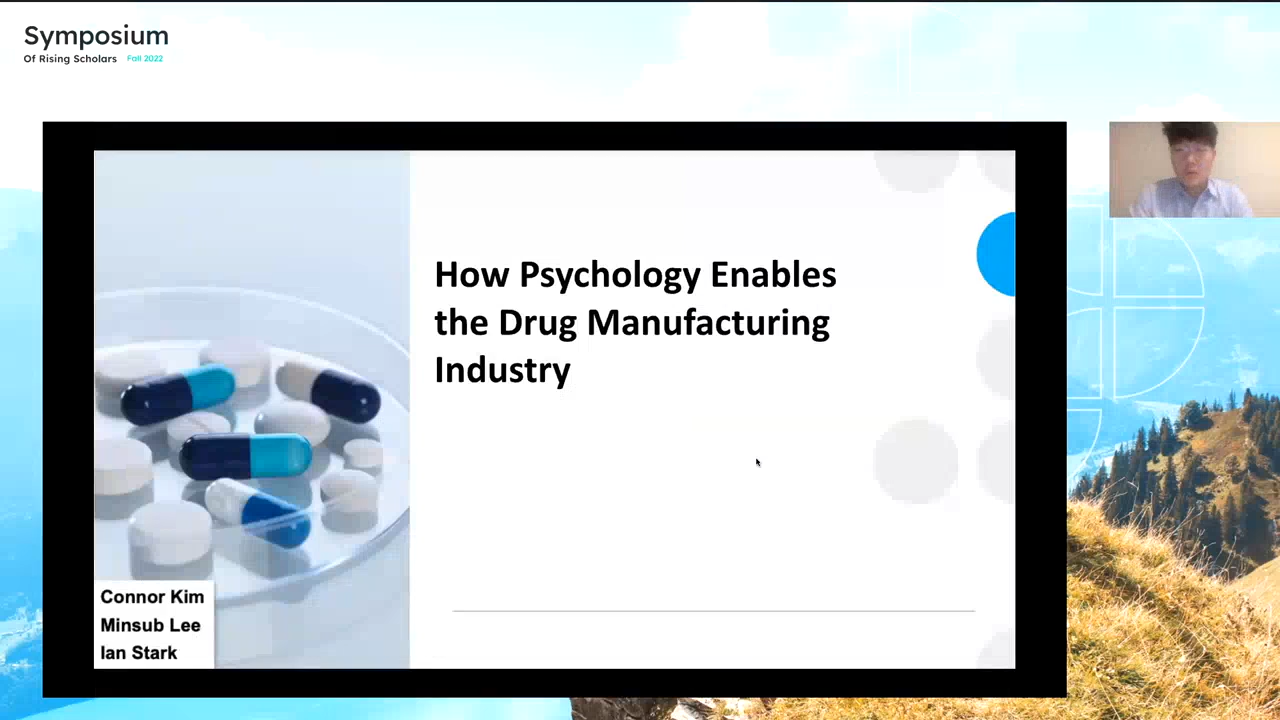 Symposium
Of Rising Scholars Fall 2022
How Psychology Enables
the Drug Manufacturing
Industry
Connor Kim
Minsub Lee
Ian Stark